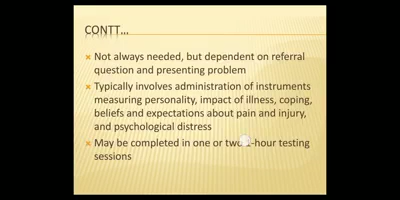 CONTT...
Not always needed, but dependent on referral
question and presenting problem
Typically involves administration of instruments
measuring personality, impact of illness, coping,
beliefs and expectations about pain and injury,
and psychological distress
May be completed in one or two -hour testing
sessions